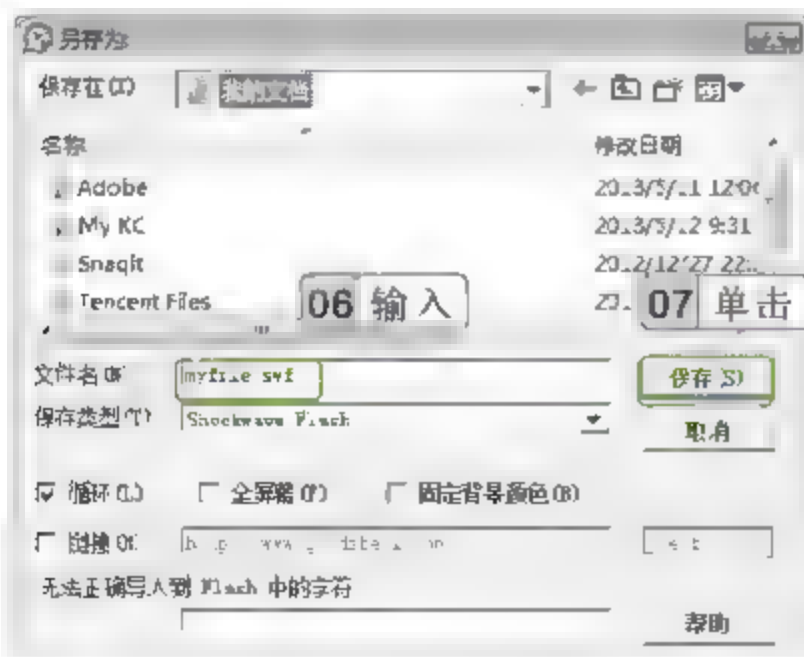 另存为
保存在(I) 我的文档
名称 修改日期
Adobe
My KC 9:31
Snagit
Tencent Files
06 输入 07 单击
文件名(N) 保存(S)
保存类型(T) Shockwave Flash
取消
循环(L) 全屏幕(F) 固定背景颜色(B)
链接(K)
无法正确导入到 Flash 中的字符
帮助